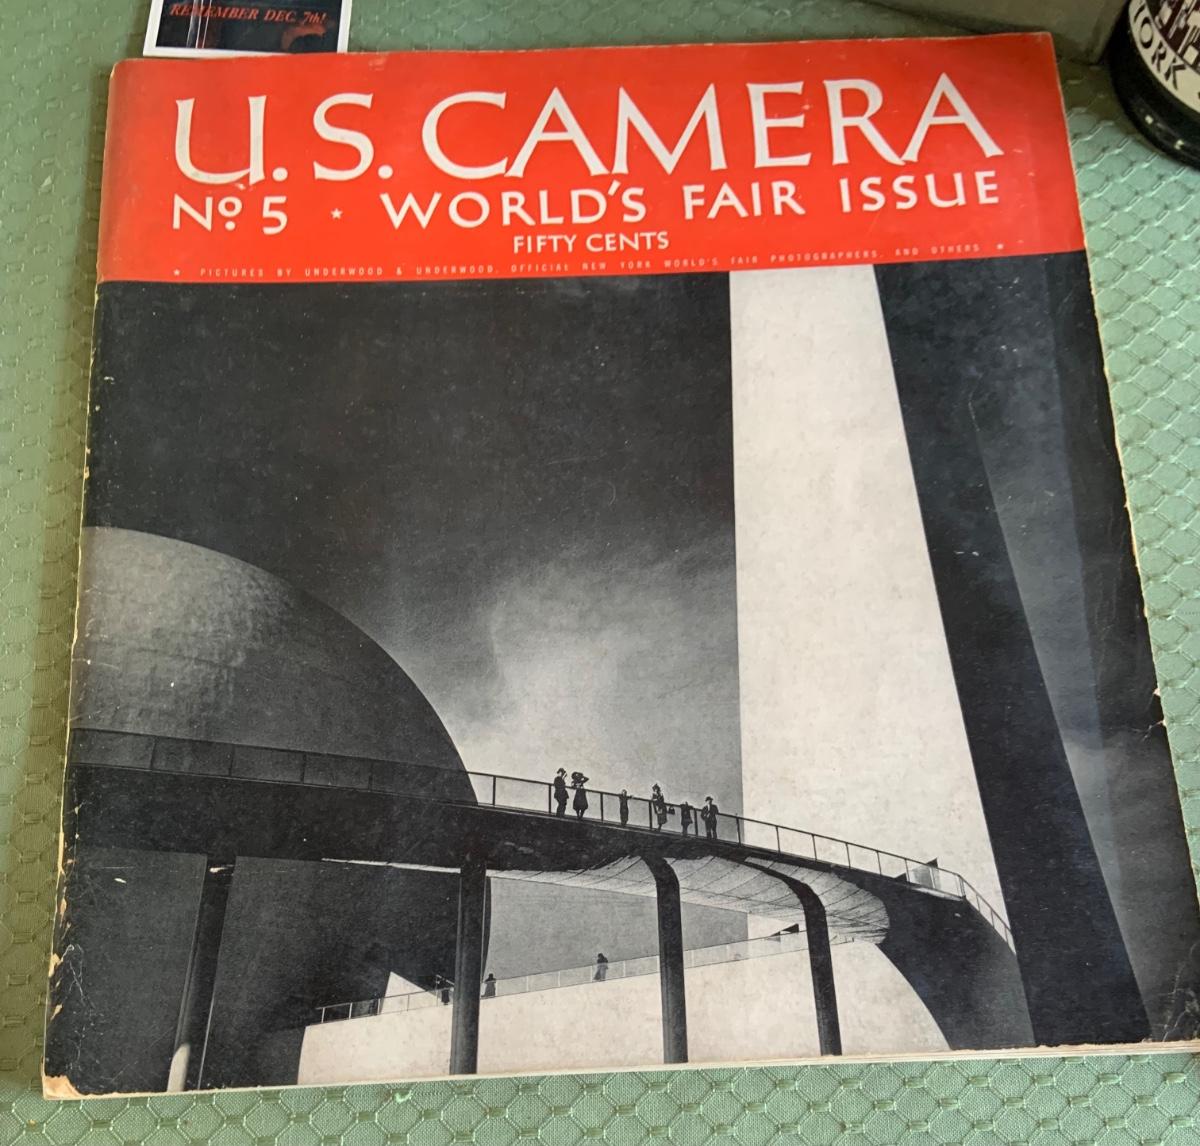 REMEMBER DEC. 7th!
U.S. CAMERA
No 5 ★ WORLD'S FAIR ISSUE
FIFTY CENTS
★ PICTURES BY UNDERWOOD & UNDERWOOD, OFFICIAL NEW YORK WORLD'S FAIR PHOTOGRAPHERS, AND OTHERS ★
YORK